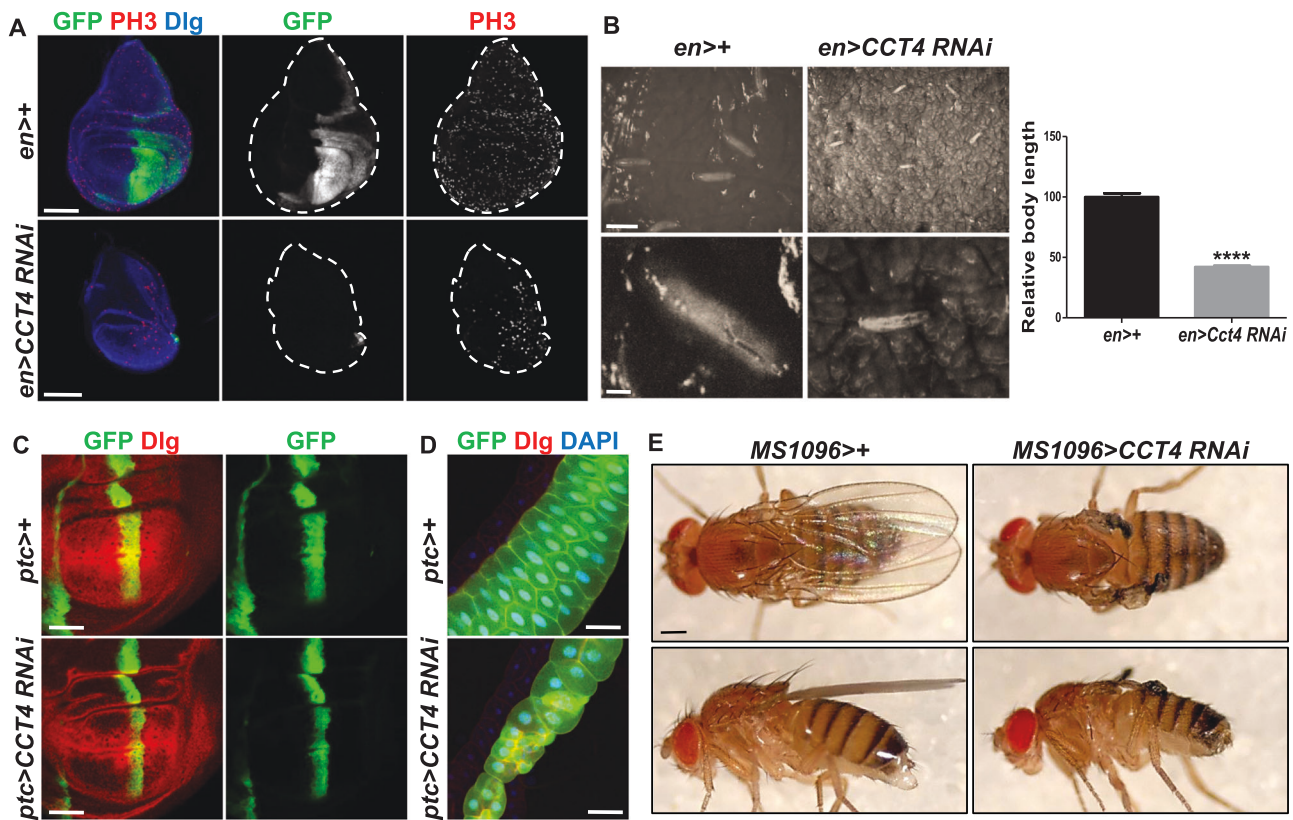 A
GFP PH3 Dlg
GFP
PH3
en>+
en>CCT4 RNAi
B
en>+
en>CCT4 RNAi
Relative body length
150
100
50
0
****
en>+
en>Cct4 RNAi
C
GFP Dlg
GFP
ptc>+
ptc>CCT4 RNAi
D
GFP Dlg DAPI
ptc>+
ptc>CCT4 RNAi
E
MS1096>+
MS1096>CCT4 RNAi